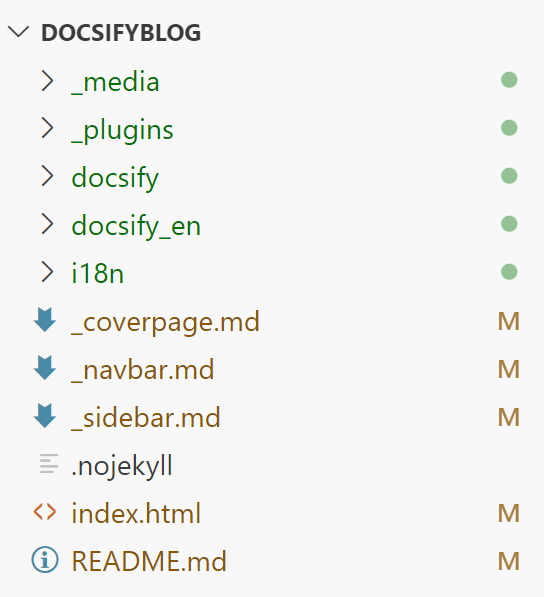 DOCSIFYBLOG
_media
_plugins
docsify
docsify_en
i18n
_coverpage.md M
_navbar.md M
_sidebar.md M
.nojekyll
index.html M
README.md M